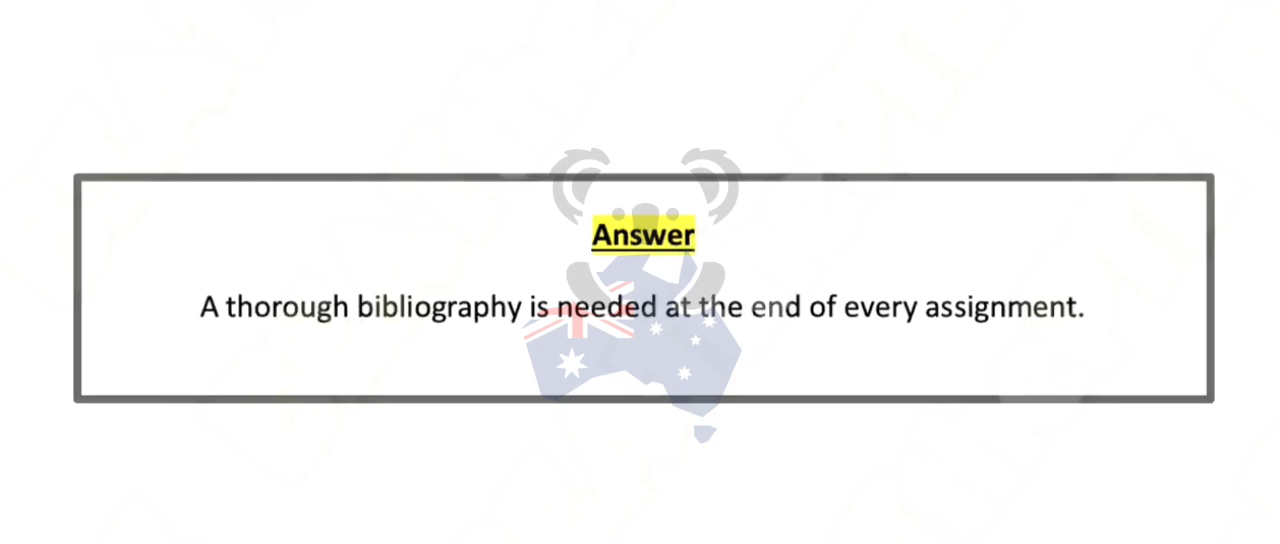 Answer
A thorough bibliography is needed at the end of every assignment.